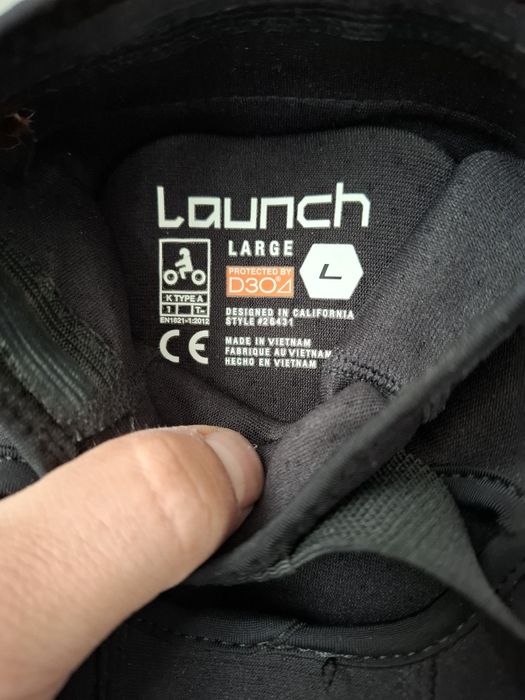 Launch
LARGE
L
PROTECTED BY
D3O
K TYPE A
1 T-
EN1621-1:2012
DESIGNED IN CALIFORNIA
STYLE #26431
CE
MADE IN VIETNAM
FABRIQUE AU VIETNAM
HECHO EN VIETNAM